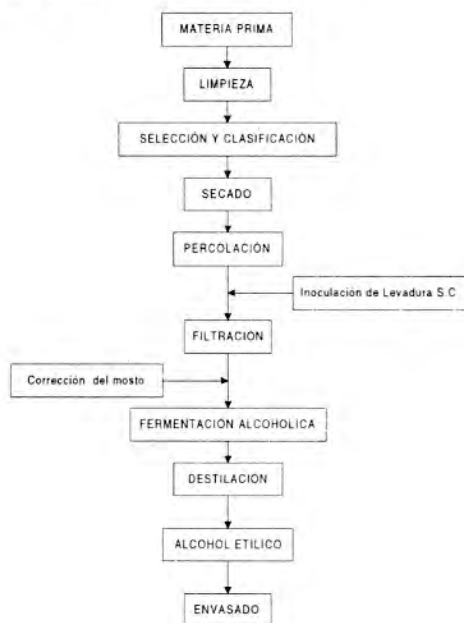 MATERIA PRIMA
LIMPIEZA
SELECCIÓN Y CLASIFICACIÓN
SECADO
PERCOLACIÓN
Inoculación de Levadura S.C
FILTRACION
Corrección del mosto
FERMENTACIÓN ALCOHOLICA
DESTILACION
ALCOHOL ETILICO
ENVASADO